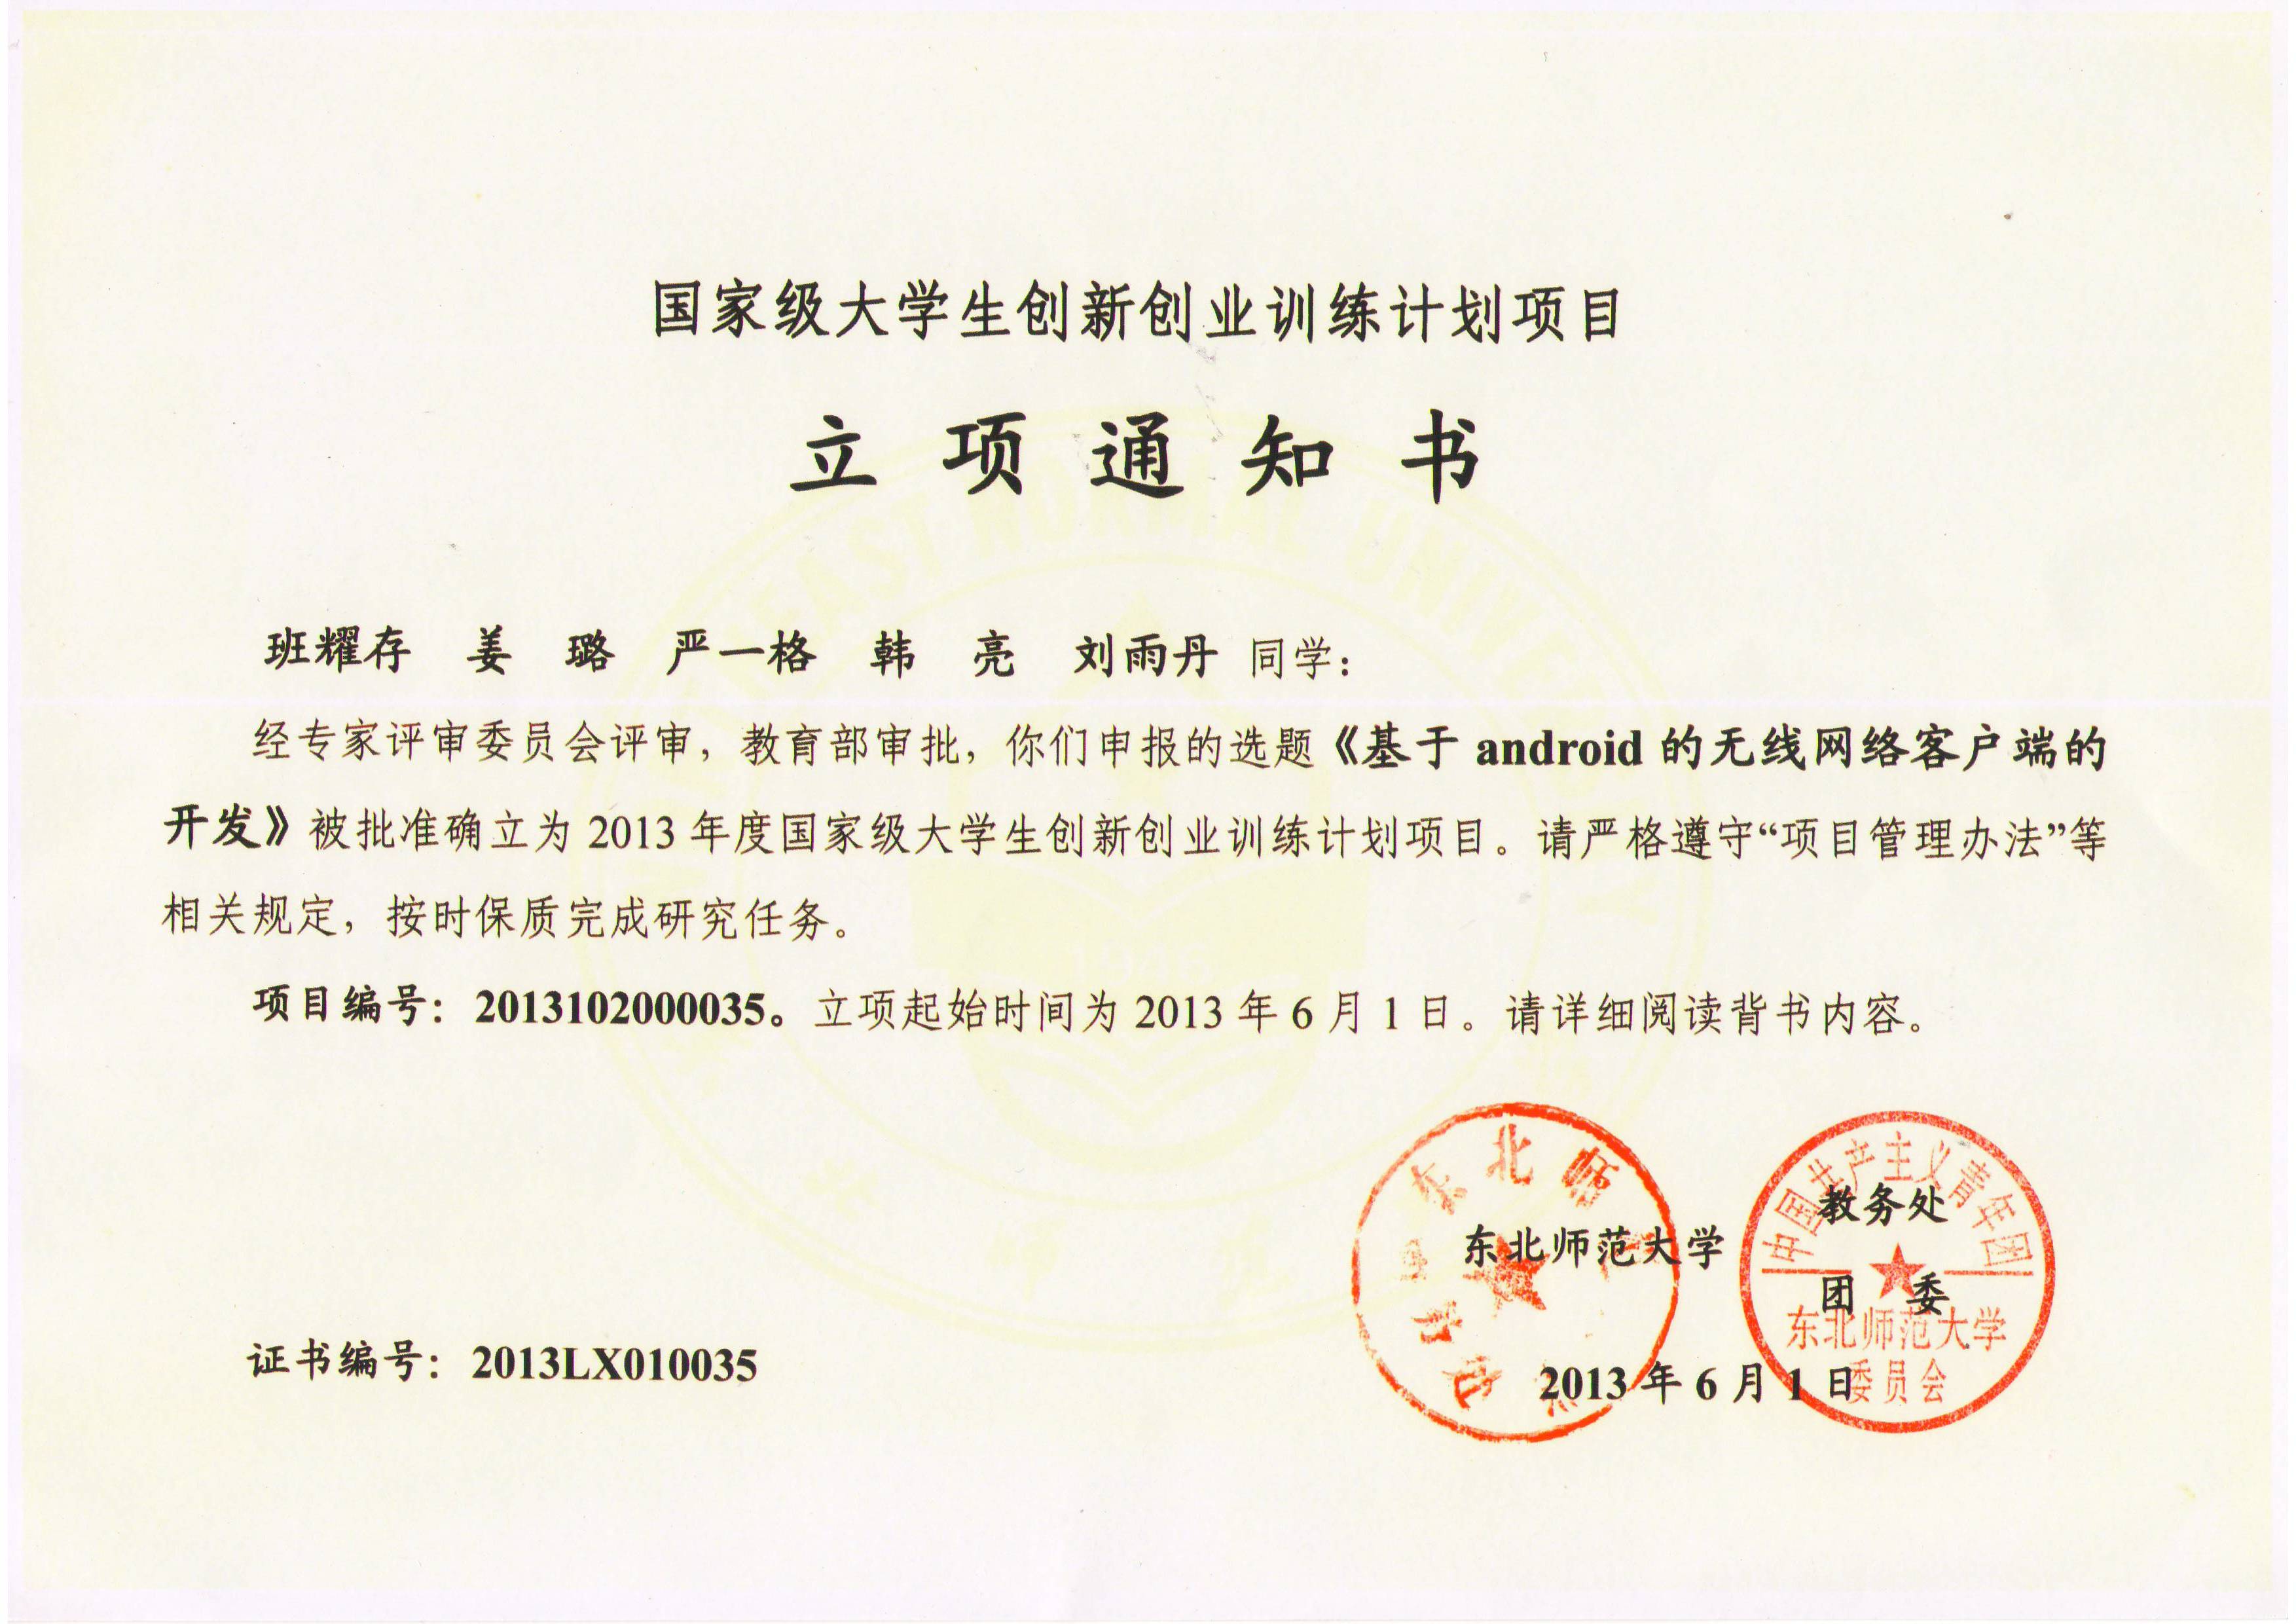 国家级大学生创新创业训练计划项目
立项通知书
班耀存 姜璐 严一格 韩亮 刘雨丹 同学：
经专家评审委员会评审，教育部审批，你们申报的选题《基于 android 的无线网络客户端的
开发》被批准确立为 2013 年度国家级大学生创新创业训练计划项目。请严格遵守“项目管理办法”等
相关规定，按时保质完成研究任务。
项目编号：2013102000035。立项起始时间为 2013 年 6 月 1 日。请详细阅读背书内容。
教务处
东北师范大学
团 委
证书编号：2013LX010035
2013 年 6 月 1 日
东北师
中国共产主义青年团
东北师范大学
委员会
EAST NORMAL UNIVERSITY
1946